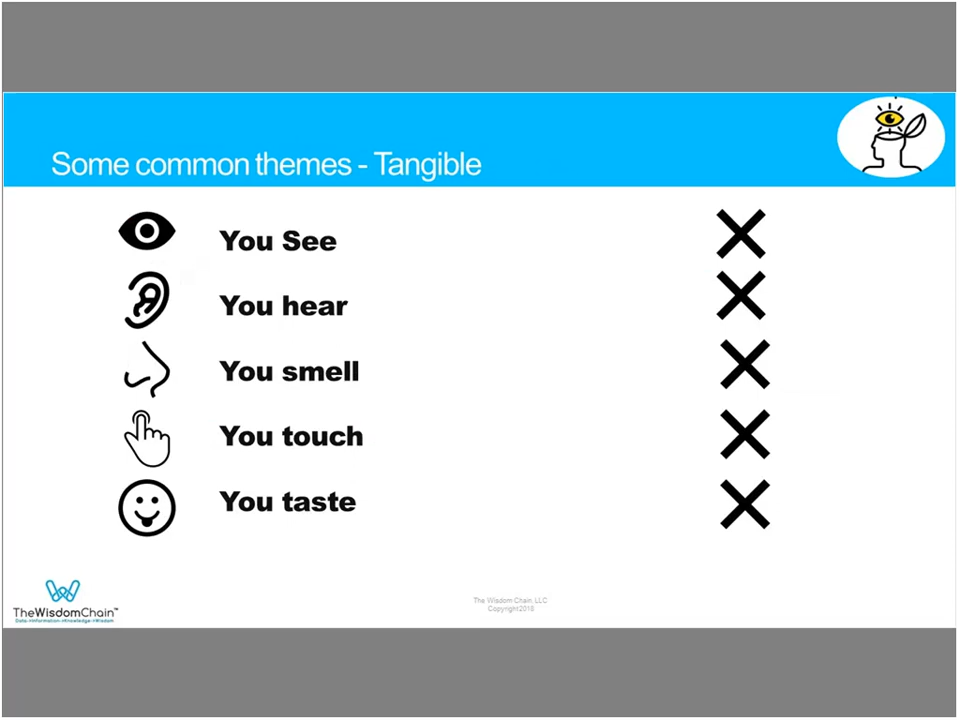 Some common themes - Tangible
You See
You hear
You smell
You touch
You taste
TheWisdomChain™
Data->Information->Knowledge->Wisdom
The Wisdom Chain, LLC
Copyright2018